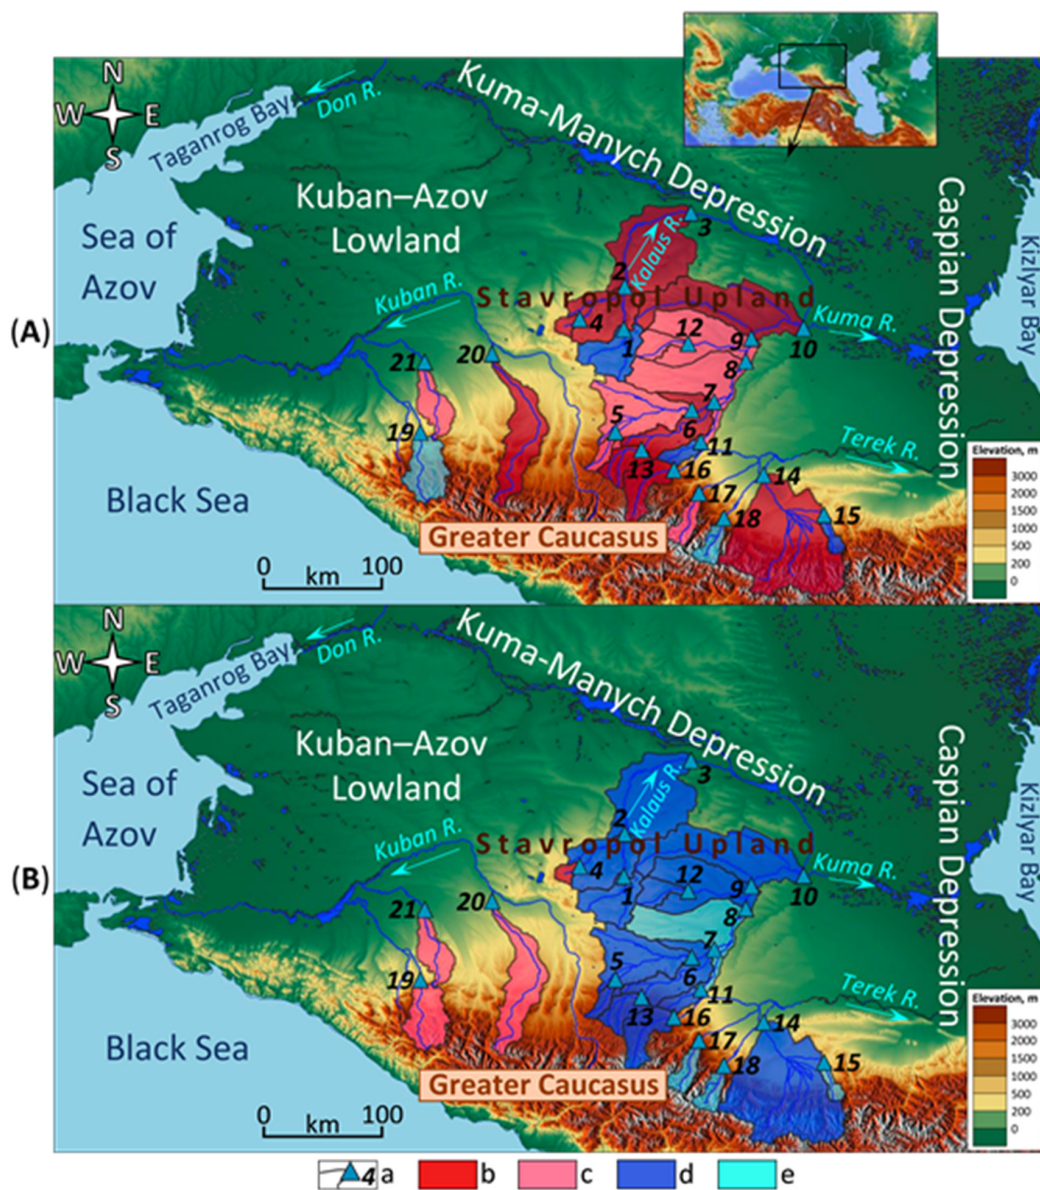 N
W E
S
Taganrog Bay
Don R.
Kuma-Manych Depression
Kuban–Azov
Lowland
Sea of
Azov
Caspian Depression
Kizlyar Bay
3
Kalaus R.
2
Kuban R.
Stavropol Upland
(A)
4
12
9
Kuma R.
10
1
20
21
8
7
5
6
19
11
Terek R.
13
16
14
17
Black Sea
18
15
Greater Caucasus
0 km 100
Elevation, m
3000
2000
1500
1000
500
200
0
N
W E
S
Taganrog Bay
Don R.
Kuma-Manych Depression
Kuban–Azov
Lowland
Sea of
Azov
Caspian Depression
Kizlyar Bay
3
Kalaus R.
2
Kuban R.
Stavropol Upland
(B)
4
12
9
Kuma R.
10
1
20
21
8
7
5
6
19
11
Terek R.
13
16
14
17
Black Sea
18
15
Greater Caucasus
0 km 100
Elevation, m
3000
2000
1500
1000
500
200
0
4 a b c d e